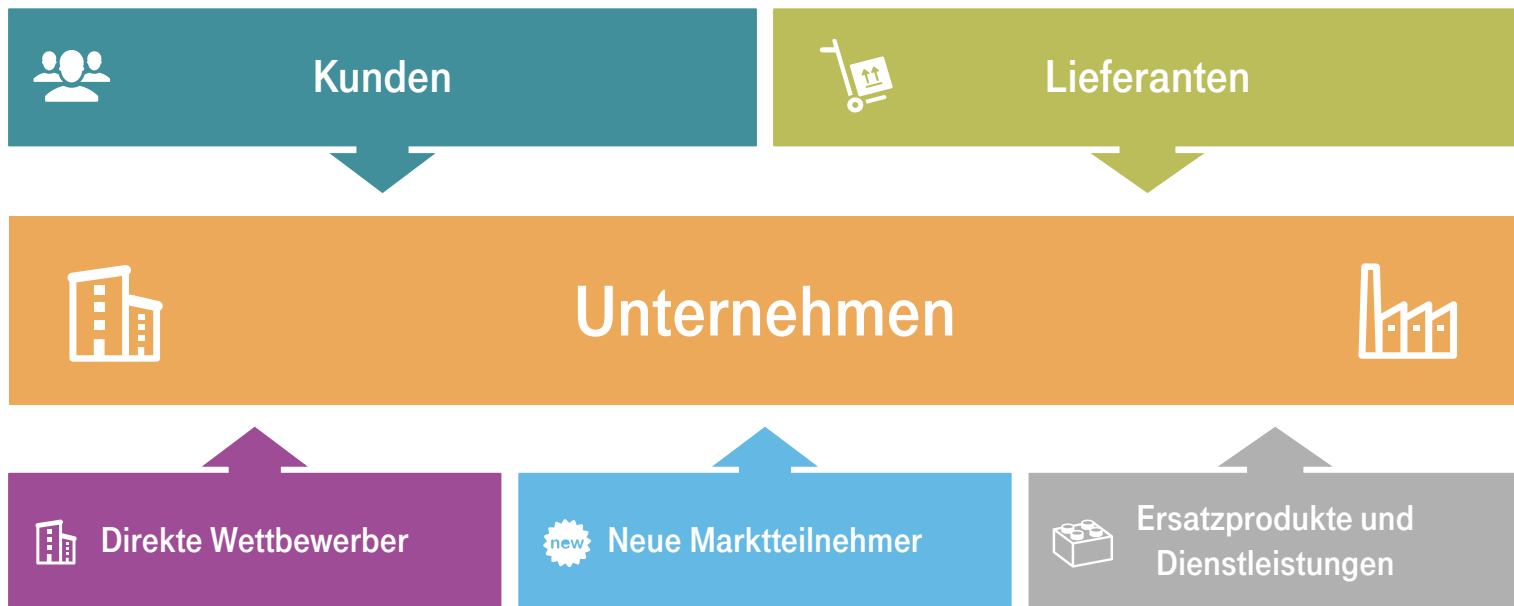 Kunden
Lieferanten
Unternehmen
Direkte Wettbewerber
new
Neue Marktteilnehmer
Ersatzprodukte und
Dienstleistungen